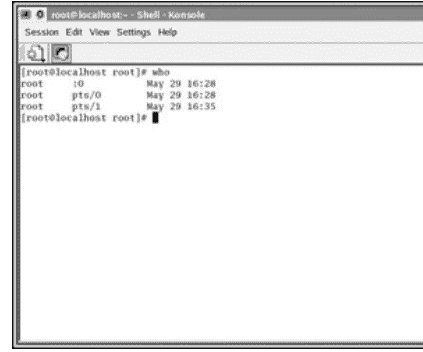 root@localhost:~ - Shell - Konsole
Session Edit View Settings Help
[root@localhost root]# who
root :0 May 29 16:28
root pts/0 May 29 16:28
root pts/1 May 29 16:35
[root@localhost root]#